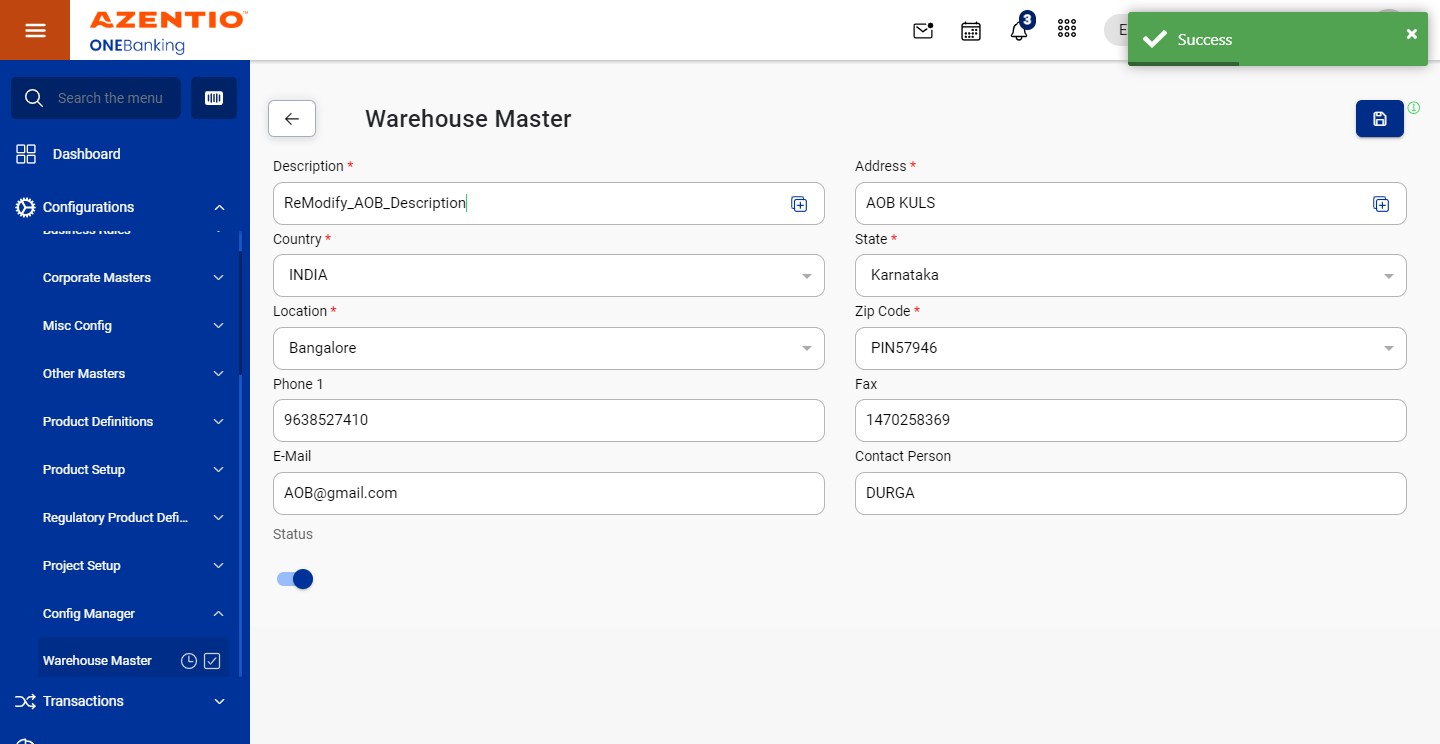 AZENTIO™
ONEBanking
3
E
Success
Search the menu
Dashboard
Configurations
Business Rules
Corporate Masters
Misc Config
Other Masters
Product Definitions
Product Setup
Regulatory Product Defi...
Project Setup
Config Manager
Warehouse Master
Transactions
Warehouse Master
Description *
ReModify_AOB_Description
Address *
AOB KULS
Country *
INDIA
State *
Karnataka
Location *
Bangalore
Zip Code *
PIN57946
Phone 1
9638527410
Fax
1470258369
E-Mail
AOB@gmail.com
Contact Person
DURGA
Status